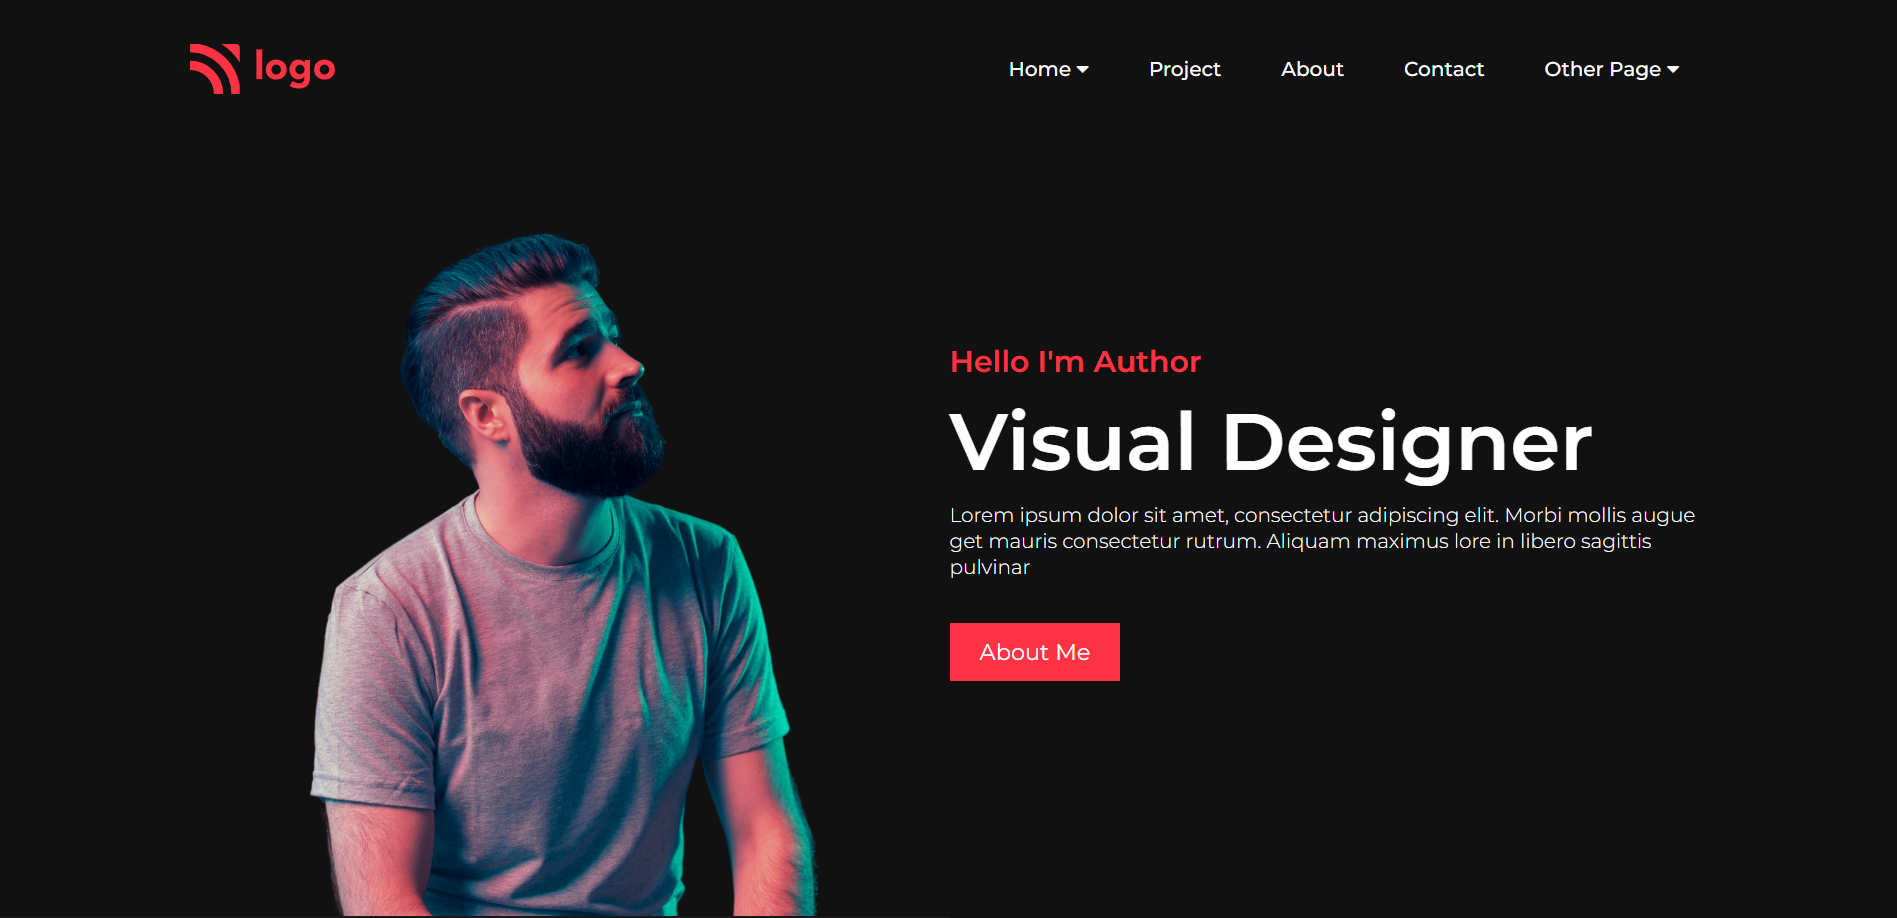 logo
Home
Project
About
Contact
Other Page
Hello I'm Author
Visual Designer
Lorem ipsum dolor sit amet, consectetur adipiscing elit. Morbi mollis augue
get mauris consectetur rutrum. Aliquam maximus lore in libero sagittis
pulvinar
About Me